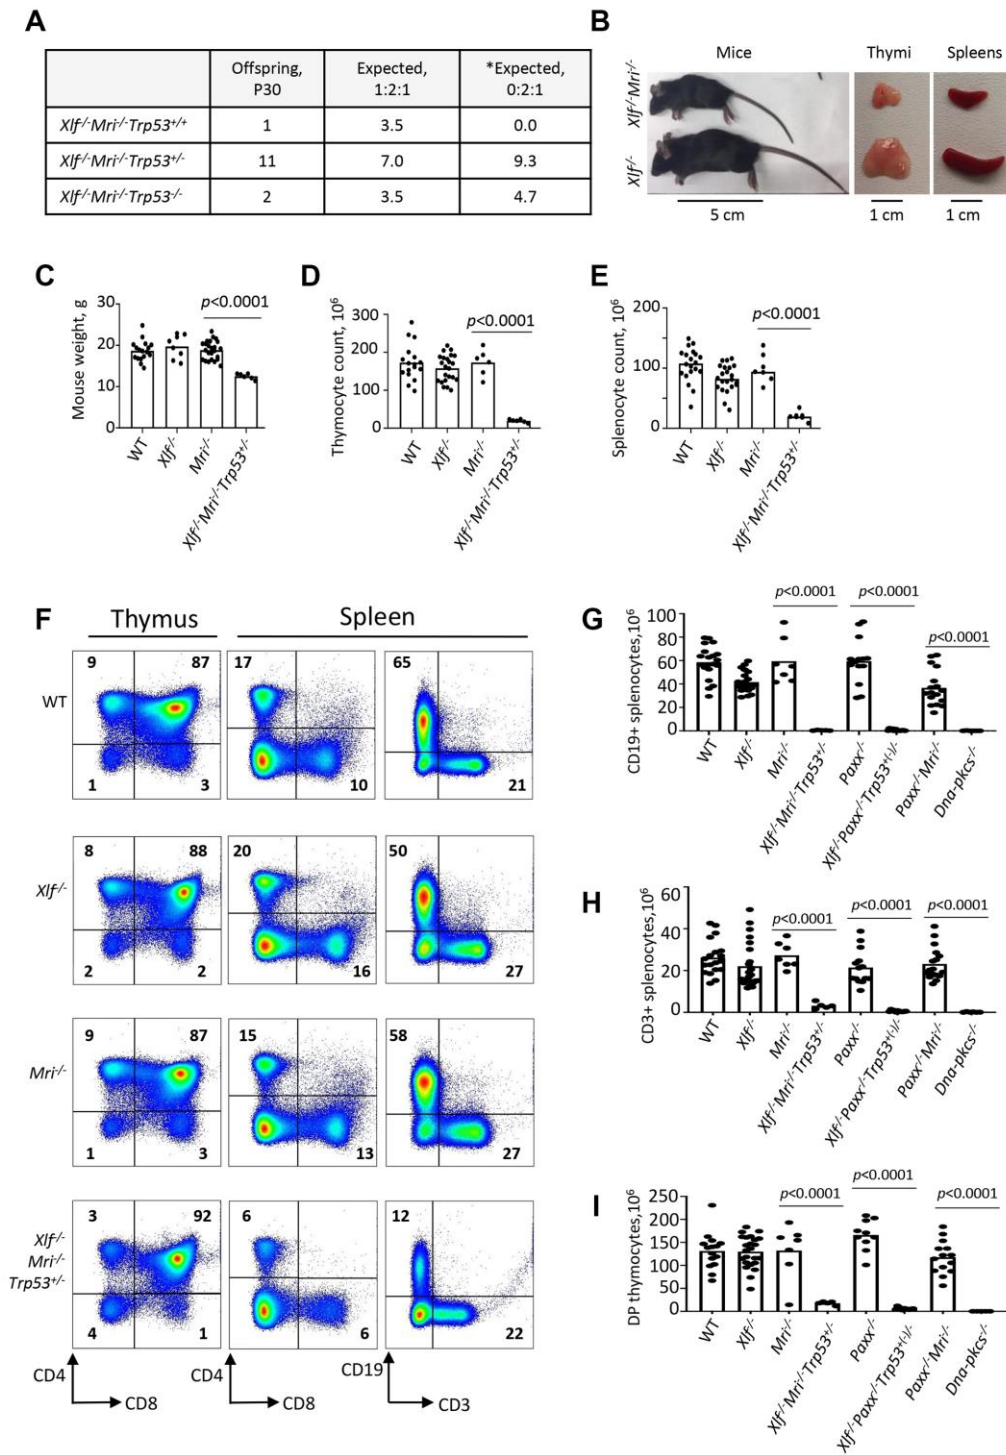 A
Offspring, P30 Expected, 1:2:1 *Expected, 0:2:1
Xlf-/-Mri-/-Trp53+/+ 1 3.5 0.0
Xlf-/-Mri-/-Trp53+/- 11 7.0 9.3
Xlf-/-Mri-/-Trp53-/- 2 3.5 4.7
B
Mice Thymi Spleens
Xlf-/-Mri-/-
Xlf-/-
5 cm 1 cm 1 cm
C
Mouse weight, g
30
20
10
0
p<0.0001
WT Xlf-/- Mri-/- Xlf-/-Mri-/-Trp53+/-
D
Thymocyte count, 10⁶
300
200
100
0
p<0.0001
WT Xlf-/- Mri-/- Xlf-/-Mri-/-Trp53+/-
E
Splenocyte count, 10⁶
200
100
0
p<0.0001
WT Xlf-/- Mri-/- Xlf-/-Mri-/-Trp53+/-
F
Thymus Spleen
WT
9 87 17 65
1 3 10 21
Xlf-/-
8 88 20 50
2 2 16 27
Mri-/-
9 87 15 58
1 3 13 27
Xlf-/-
Mri-/-
Trp53+/-
3 92 6 12
4 1 6 22
CD4 CD4 CD19
CD8 CD8 CD3
G
CD19+ splenocytes,10⁶
100
80
60
40
20
0
p<0.0001 p<0.0001 p<0.0001
WT Xlf-/- Mri-/- Xlf-/-Mri-/-Trp53+/- Paxx-/- Xlf-/-Paxx-/-Trp53+(-)/- Paxx-/-Mri-/- Dna-pkcs-/-
H
CD3+ splenocytes,10⁶
60
40
20
0
p<0.0001 p<0.0001 p<0.0001
WT Xlf-/- Mri-/- Xlf-/-Mri-/-Trp53+/- Paxx-/- Xlf-/-Paxx-/-Trp53+(-)/- Paxx-/-Mri-/- Dna-pkcs-/-
I
DP thymocytes,10⁶
250
200
150
100
50
0
p<0.0001 p<0.0001 p<0.0001
WT Xlf-/- Mri-/- Xlf-/-Mri-/-Trp53+/- Paxx-/- Xlf-/-Paxx-/-Trp53+(-)/- Paxx-/-Mri-/- Dna-pkcs-/-